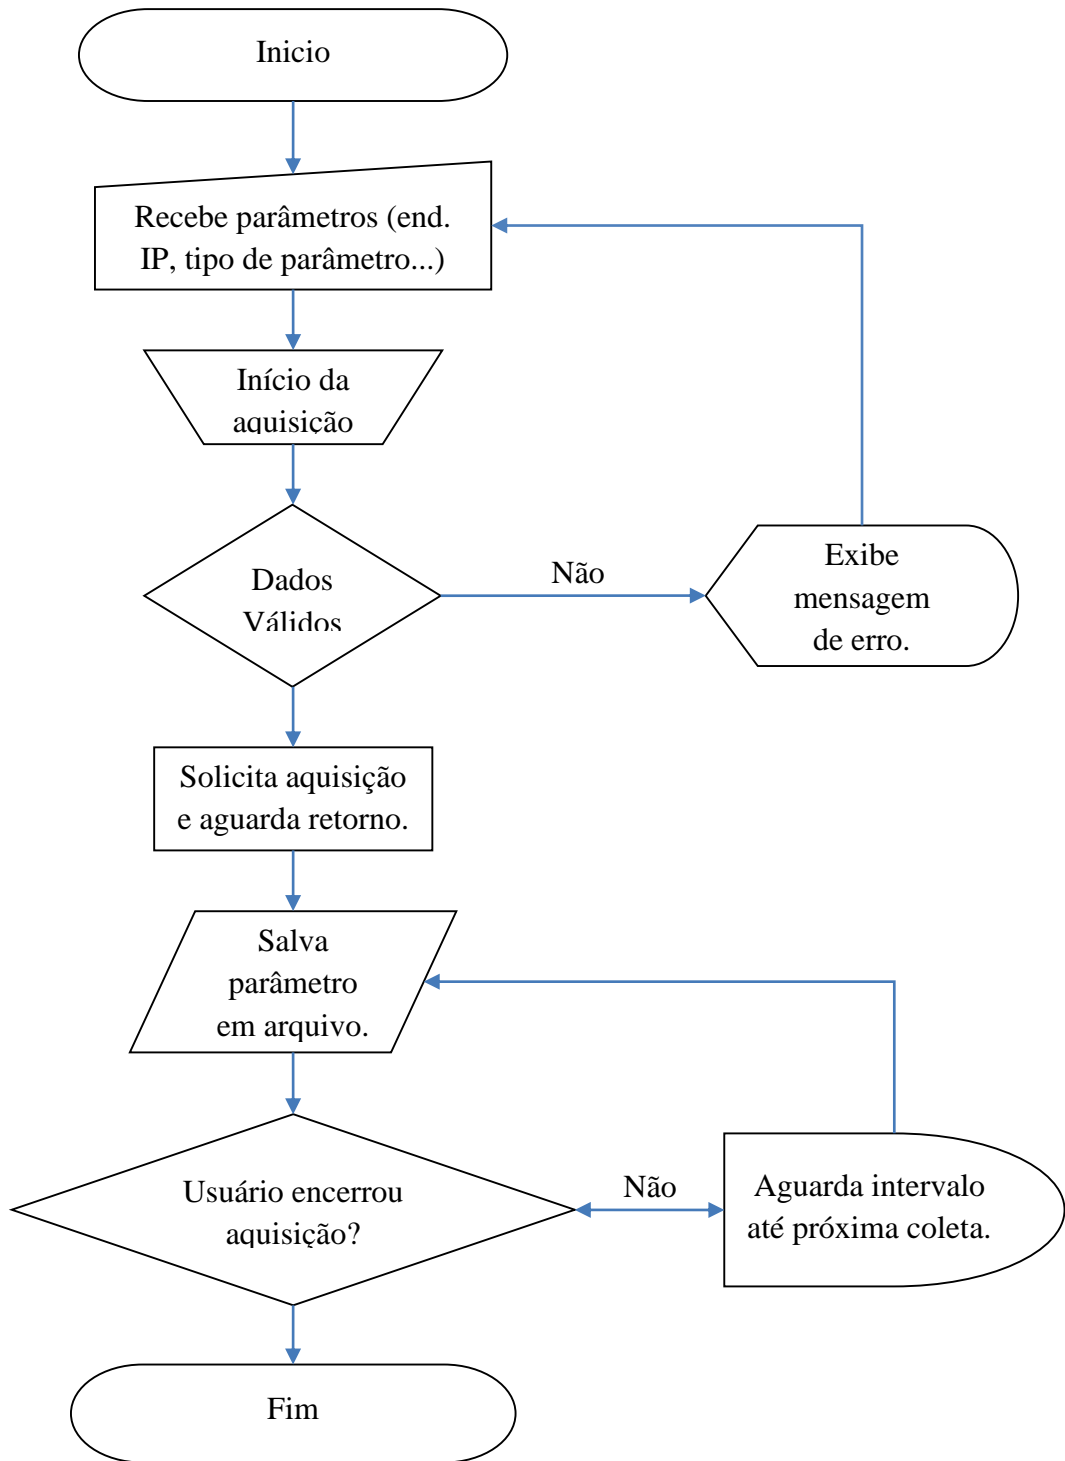 Inicio
Recebe parâmetros (end.
IP, tipo de parâmetro...)
Início da
aquisição
Dados
Válidos
Não
Exibe
mensagem
de erro.
Solicita aquisição
e aguarda retorno.
Salva
parâmetro
em arquivo.
Usuário encerrou
aquisição?
Não
Aguarda intervalo
até próxima coleta.
Fim